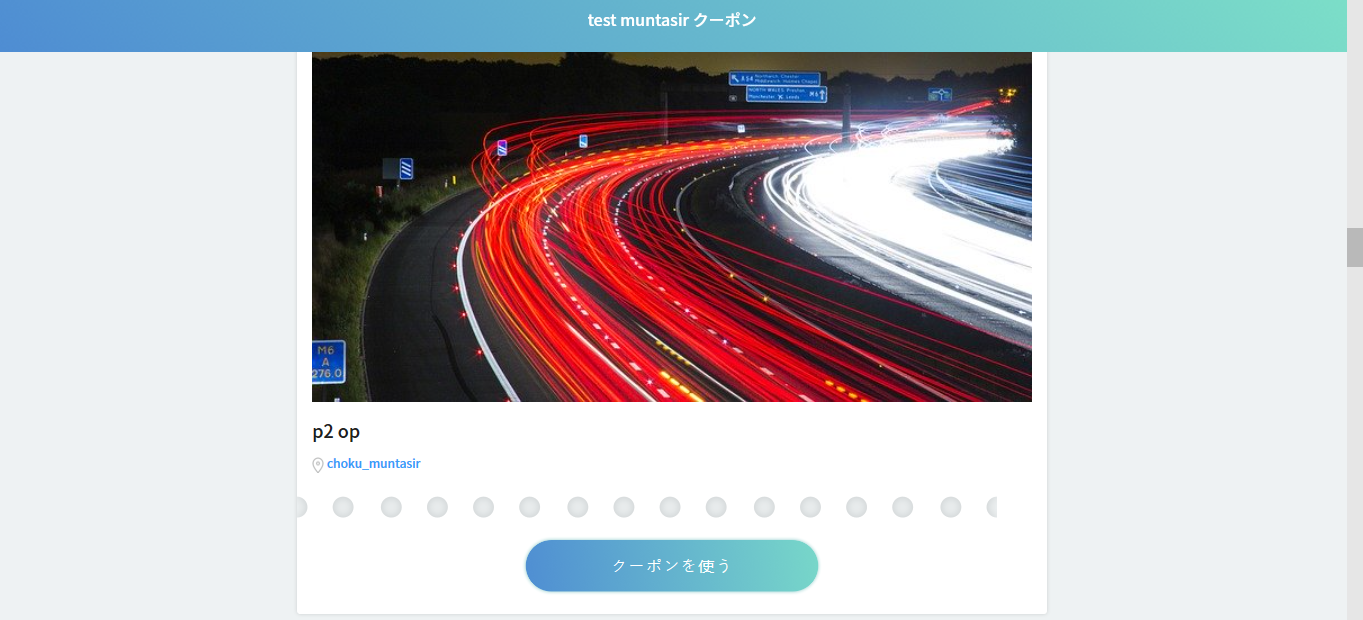 test muntasir クーポン
A54 Northwich, Chester
Middlewich, Holmes Chapel
NORTH WALES, Preston,
Manchester Leeds M6
M6
A
276.0
p2 op
choku_muntasir
クーポンを使う